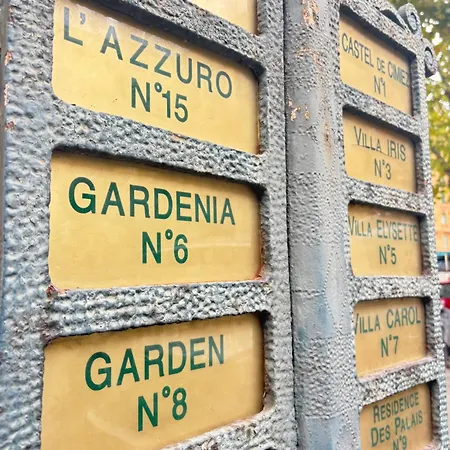 L'AZZURO
N°15
GARDENIA
N°6
GARDEN
N°8
CASTEL DE CIMIEZ
N°1
VILLA IRIS
N°3
VILLA ELYSETTE
N°5
VILLA CAROL
N°7
RESIDENCE
DES PALAIS
N°9